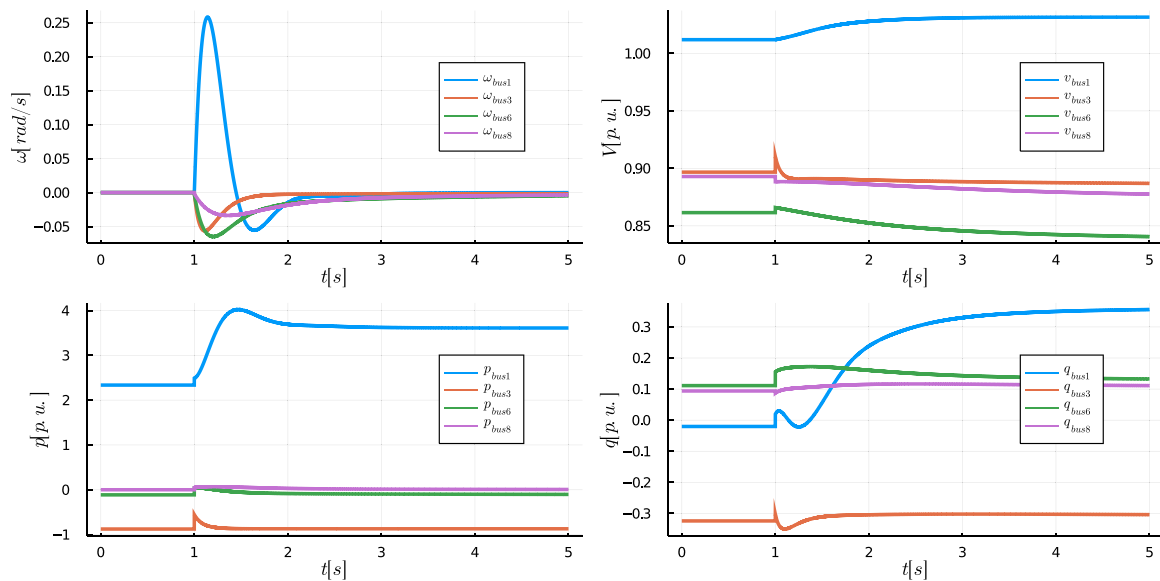 0.25
0.20
0.15
0.10
0.05
0.00
−0.05
ω[rad/s]
ω_bus1
ω_bus3
ω_bus6
ω_bus8
0 1 2 3 4 5
t[s]
1.00
0.95
0.90
0.85
V[p.u.]
v_bus1
v_bus3
v_bus6
v_bus8
0 1 2 3 4 5
t[s]
4
3
2
1
0
−1
p[p.u.]
p_bus1
p_bus3
p_bus6
p_bus8
0 1 2 3 4 5
t[s]
0.3
0.2
0.1
0.0
−0.1
−0.2
−0.3
q[p.u.]
q_bus1
q_bus3
q_bus6
q_bus8
0 1 2 3 4 5
t[s]